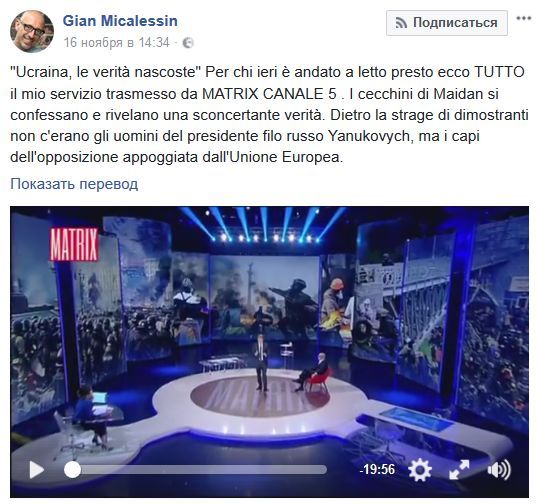 Gian Micalessin
Подписаться
16 ноября в 14:34
"Ucraina, le verità nascoste" Per chi ieri è andato a letto presto ecco TUTTO
il mio servizio trasmesso da MATRIX CANALE 5 . I cecchini di Maidan si
confessano e rivelano una sconcertante verità. Dietro la strage di dimostranti
non c'erano gli uomini del presidente filo russo Yanukovych, ma i capi
dell'opposizione appoggiata dall'Unione Europea.
Показать перевод
MATRIX
MATRIX
-19:56